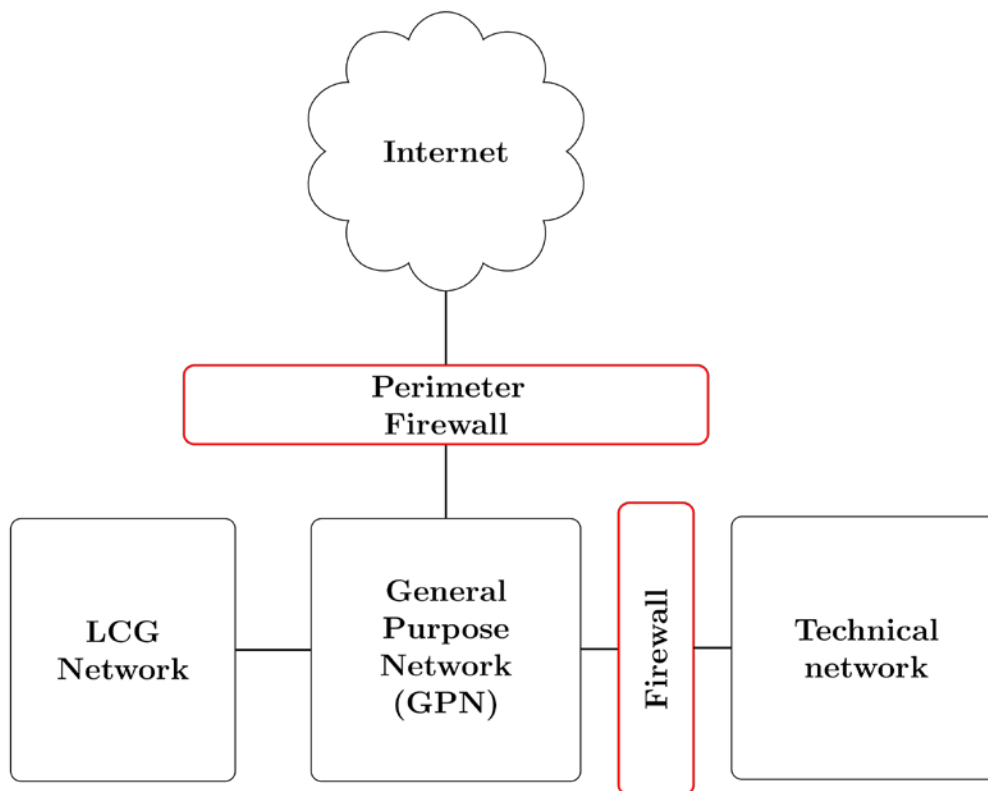 Internet
Perimeter
Firewall
LCG
Network
General
Purpose
Network
(GPN)
Firewall
Technical
network